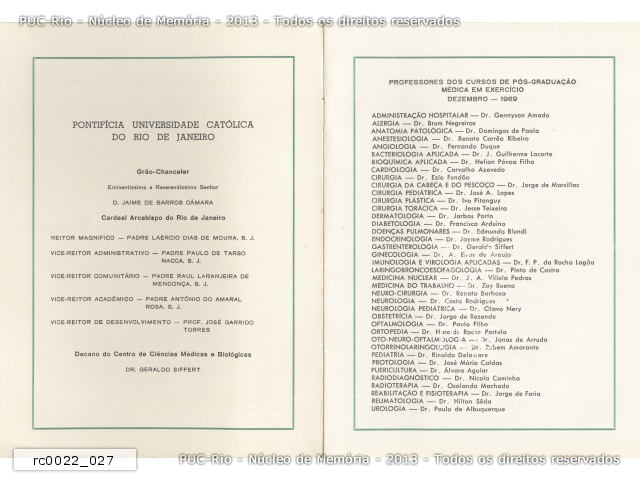 PUC-Rio - Núcleo de Memória - 2013 - Todos os direitos reservados
PONTIFÍCIA UNIVERSIDADE CATÓLICA
DO RIO DE JANEIRO
Grão-Chanceler
Eminentíssimo e Reverendíssimo Senhor
D. JAIME DE BARROS CÂMARA
Cardeal Arcebispo do Rio de Janeiro
REITOR MAGNÍFICO — PADRE LAÉRCIO DIAS DE MOURA, S. J.
VICE-REITOR ADMINISTRATIVO — PADRE PAULO DE TARSO
NACCA, S. J.
VICE-REITOR COMUNITÁRIO — PADRE RAUL LARANJEIRA DE
MENDONÇA, S. J.
VICE-REITOR ACADÊMICO — PADRE ANTÔNIO DO AMARAL
ROSA, S. J.
VICE-REITOR DE DESENVOLVIMENTO — PROF. JOSÉ GARRIDO
TORRES
Decano do Centro de Ciências Médicas e Biológicas
DR. GERALDO SIFFERT
PROFESSORES DOS CURSOS DE PÓS-GRADUAÇÃO
MÉDICA EM EXERCÍCIO
DEZEMBRO — 1969
ADMINISTRAÇÃO HOSPITALAR — Dr. Gennyson Amado
ALERGIA — Dr. Brum Negreiros
ANATOMIA PATOLÓGICA — Dr. Domingos de Paola
ANESTESIOLOGIA — Dr. Renato Corrêa Ribeiro
ANGIOLOGIA — Dr. Fernando Duque
BACTERIOLOGIA APLICADA — Dr. J. Guilherme Lacorte
BIOQUÍMICA APLICADA — Dr. Helion Póvoa Filho
CARDIOLOGIA — Dr. Carvalho Azevedo
CIRURGIA — Dr. Ezio Fundão
CIRURGIA DA CABEÇA E DO PESCOÇO — Dr. Jorge de Marsillac
CIRURGIA PEDIÁTRICA — Dr. José A. Lopes
CIRURGIA PLÁSTICA — Dr. Ivo Pitanguy
CIRURGIA TORÁCICA — Dr. Jesse Teixeira
DERMATOLOGIA — Dr. Jarbas Porto
DIABETOLOGIA — Dr. Francisco Arduino
DOENÇAS PULMONARES — Dr. Edmundo Blundi
ENDOCRINOLOGIA — Dr. Jayme Rodrigues
GASTRENTEROLOGIA — Dr. Geraldo Siffert
GINECOLOGIA — Dr. A. de Araujo
IMUNOLOGIA E VIROLOGIA APLICADAS — Dr. F. P. da Rocha Lagôa
LARINGOBRONCOESOFAGOLOGIA — Dr. Pinto de Castro
MEDICINA NUCLEAR — Dr. J. A. Villela Pedras
MEDICINA DO TRABALHO — Dr. Zey Bueno
NEURO-CIRURGIA — Dr. Renato Barbosa
NEUROLOGIA — Dr. Costa Rodrigues
NEUROLOGIA PEDIÁTRICA — Dr. Olavo Nery
OBSTETRÍCIA — Dr. Jorge de Rezende
OFTALMOLOGIA — Dr. Paulo Filho
ORTOPEDIA — Dr. Haroldo Rocha Portela
OTO-NEURO-OFTALMOLOGIA — Dr. Jonas de Arruda
OTORRINOLARINGOLOGIA — Dr. Rubem Amarante
PEDIATRIA — Dr. Rinaldo Delamare
PROTOLOGIA — Dr. José Mário Caldas
PUERICULTURA — Dr. Álvaro Aguiar
RADIODIAGNÓSTICO — Dr. Nicola Caminha
RADIOTERAPIA — Dr. Osolando Machado
REABILITAÇÃO E FISIOTERAPIA — Dr. Jorge de Faria
REUMATOLOGIA — Dr. Hilton Sêda
UROLOGIA — Dr. Paulo de Albuquerque
rc0022_027
PUC-Rio - Núcleo de Memória - 2013 - Todos os direitos reservados